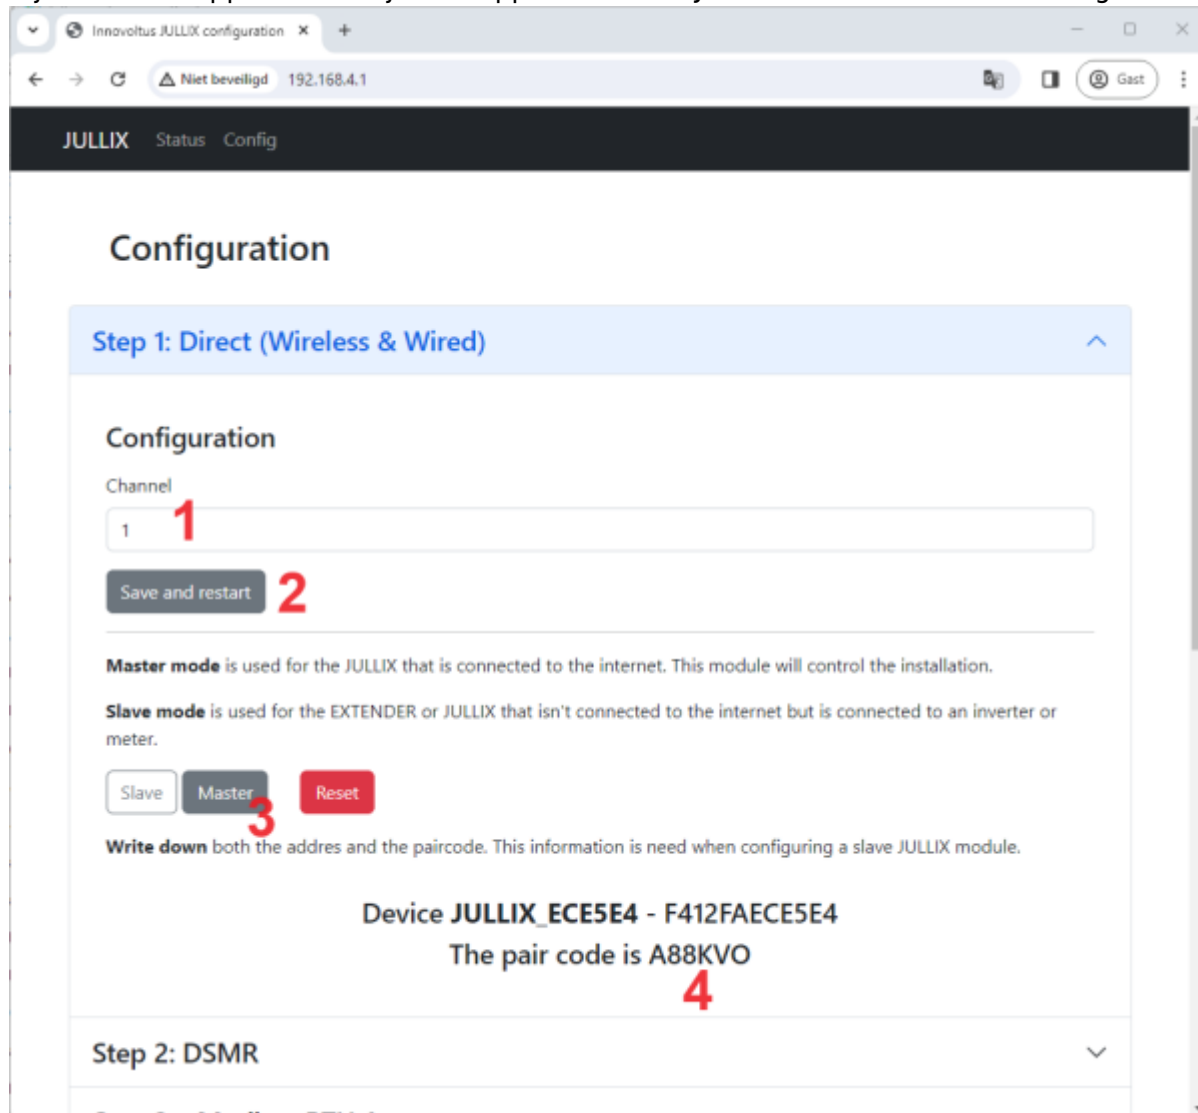 Innovoltus JULLIX configuration
Niet beveiligd 192.168.4.1
Gast
JULLIX Status Config
Configuration
Step 1: Direct (Wireless & Wired)
Configuration
Channel
1
1
Save and restart
2
Master mode is used for the JULLIX that is connected to the internet. This module will control the installation.
Slave mode is used for the EXTENDER or JULLIX that isn't connected to the internet but is connected to an inverter or
meter.
Slave Master Reset
3
Write down both the addres and the paircode. This information is need when configuring a slave JULLIX module.
Device JULLIX_ECE5E4 - F412FAECE5E4
The pair code is A88KVO
4
Step 2: DSMR